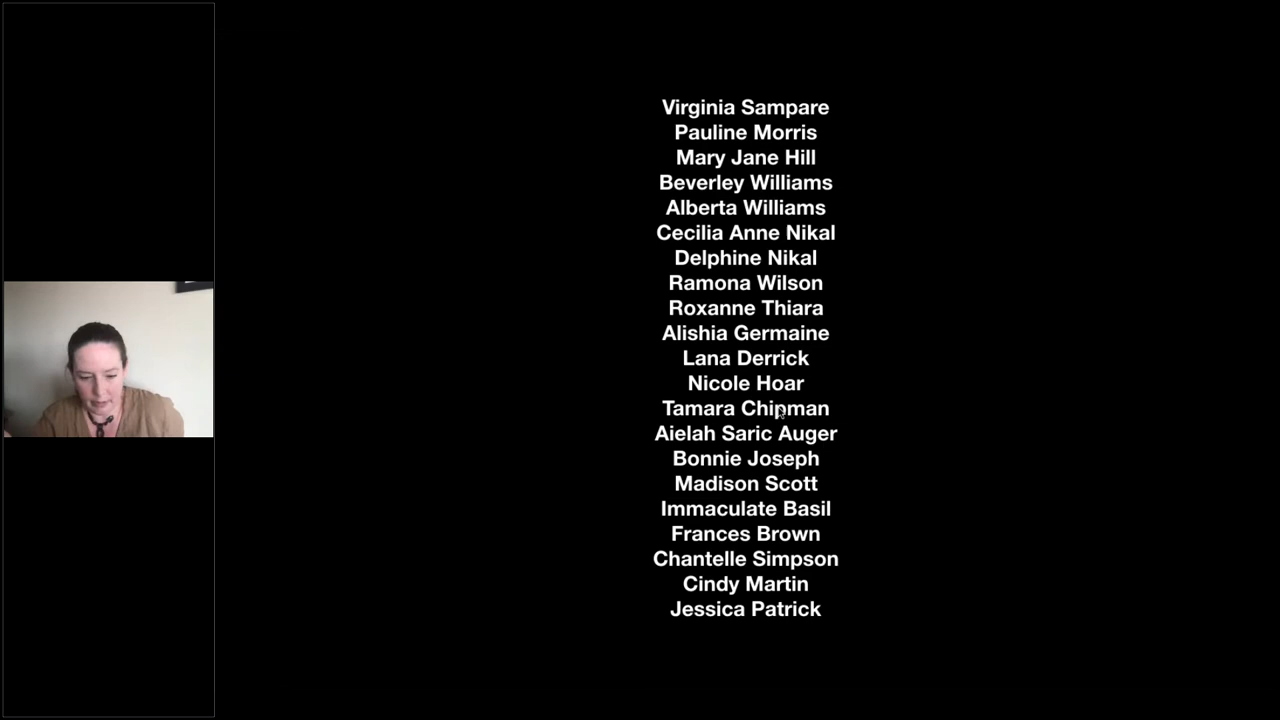 Virginia Sampare
Pauline Morris
Mary Jane Hill
Beverley Williams
Alberta Williams
Cecilia Anne Nikal
Delphine Nikal
Ramona Wilson
Roxanne Thiara
Alishia Germaine
Lana Derrick
Nicole Hoar
Tamara Chipman
Aielah Saric Auger
Bonnie Joseph
Madison Scott
Immaculate Basil
Frances Brown
Chantelle Simpson
Cindy Martin
Jessica Patrick